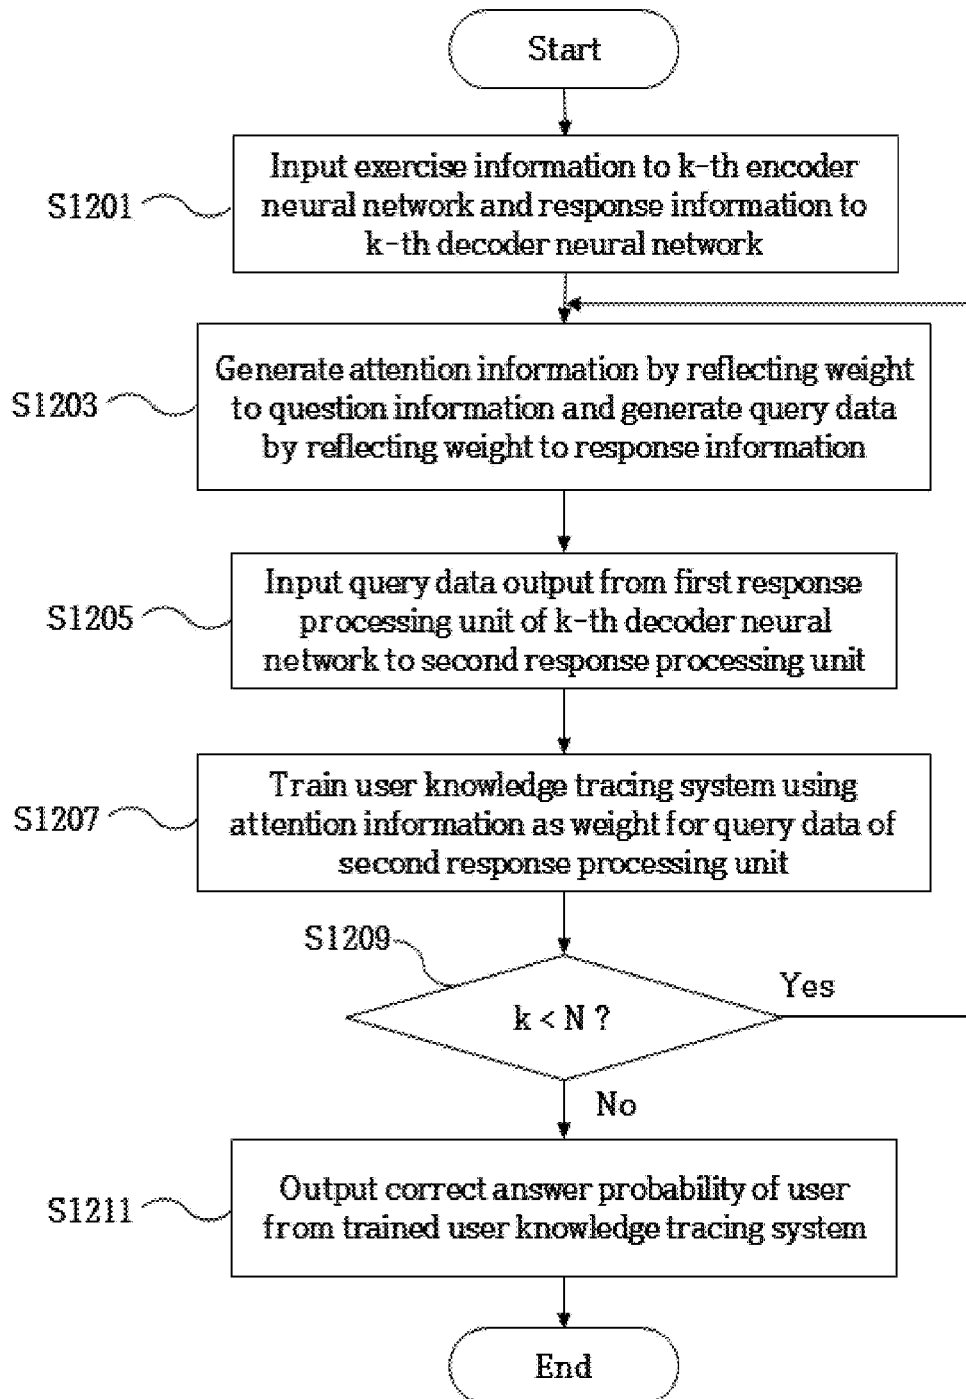 Start
S1201
Input exercise information to k-th encoder
neural network and response information to
k-th decoder neural network
S1203
Generate attention information by reflecting weight
to question information and generate query data
by reflecting weight to response information
S1205
Input query data output from first response
processing unit of k-th decoder neural
network to second response processing unit
S1207
Train user knowledge tracing system using
attention information as weight for query data of
second response processing unit
S1209
k < N ?
Yes
No
S1211
Output correct answer probability of user
from trained user knowledge tracing system
End